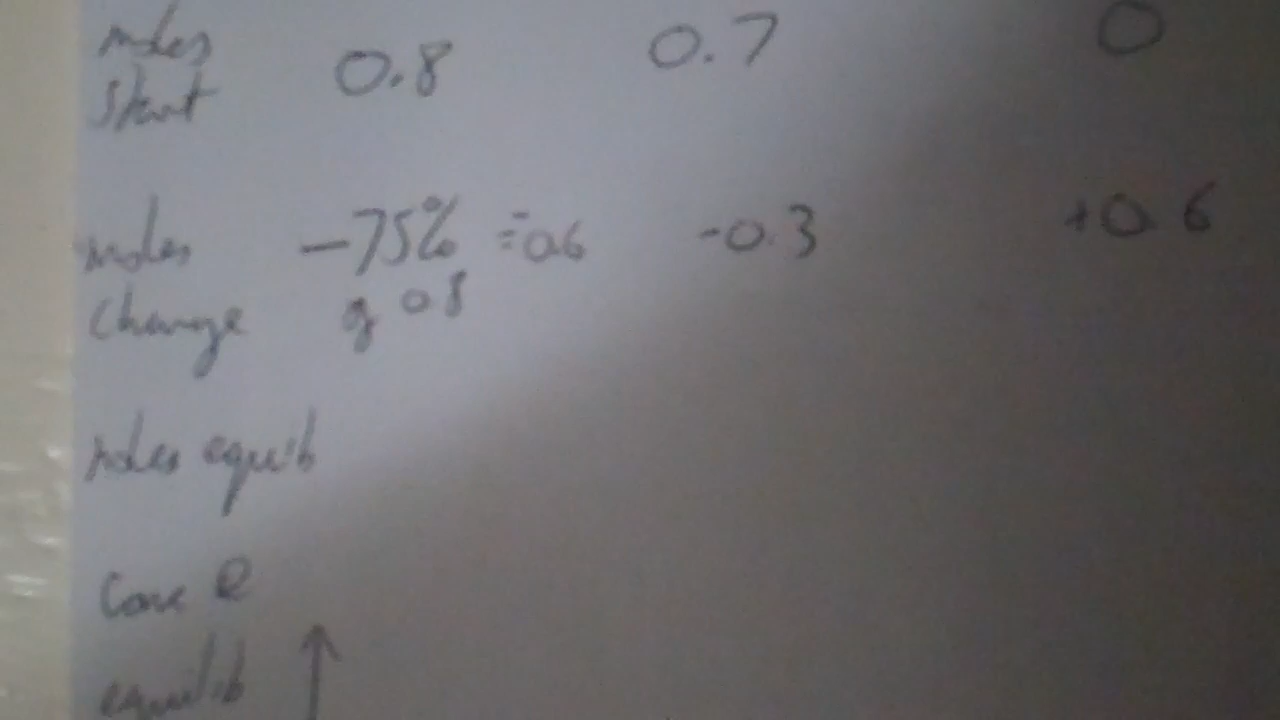 moles start 0.8 0.7 0
moles change -75% of 0.8 = -0.6 -0.3 +0.6
moles equib
Conc @ equilib ↑